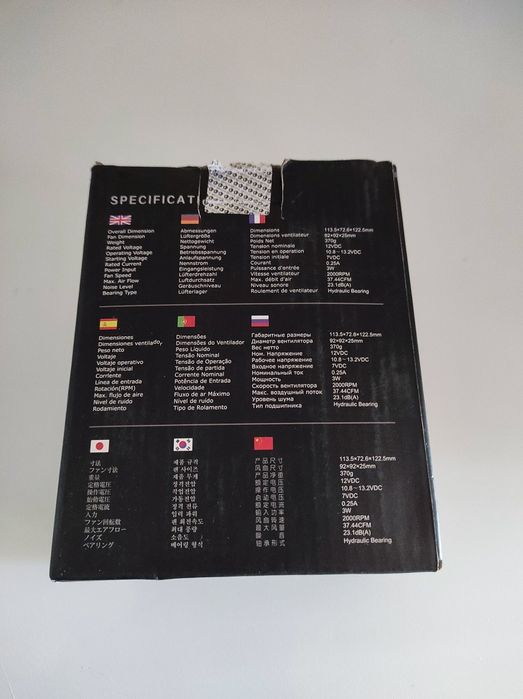 SPECIFICATI
Overall Dimension
Fan Dimension
Weight
Rated Voltage
Operating Voltage
Starting Voltage
Rated Current
Power Input
Fan Speed
Max. Air Flow
Noise Level
Bearing Type
Abmessungen
Lüftergröße
Nettogewicht
Spannung
Betriebsspannung
Anlaufspannung
Nennstrom
Eingangsleistung
Lüfterdrehzahl
Luftdurchsatz
Geräuschniveau
Lüfterlager
Dimensions
Dimensions ventilateur
Poids Net
Tension nominale
Tension en operation
Tension initiale
Courant
Puissance d'entrée
Vitesse ventilateur
Max. débit d'air
Niveau sonore
Roulement de ventilateur
113.5×72.6×122.5mm
92×92×25mm
370g
12VDC
10.8~13.2VDC
7VDC
0.25A
3W
2000RPM
37.44CFM
23.1dB(A)
Hydraulic Bearing
Dimensiones
Dimensiones ventilador
Peso neto
Voltaje
Voltaje operativo
Voltaje inicial
Corriente
Línea de entrada
Rotación(RPM)
Max. flujo de aire
Nivel de ruido
Rodamiento
Dimensões
Dimensões do Ventilador
Peso Líquido
Tensão Nominal
Tensão de Operação
Tensão de partida
Corrente Nominal
Potência de Entrada
Velocidade
Fluxo de ar Máximo
Nivel de ruido
Tipo de Rolamento
Габаритные размеры
Диаметр вентилятора
Вес нетто
Ном. Напряжение
Рабочее напряжение
Входное напряжение
Номинальный ток
Мощность
Скорость вентилятора
Макс. воздушный поток
Уровень шума
Тип подшипника
113.5×72.8×122.5mm
92×92×25mm
370g
12VDC
10.8~13.2VDC
7VDC
0.25A
3W
2000RPM
37.44CFM
23.1dB(A)
Hydraulic Bearing
寸法
ファン寸法
重量
定格電圧
操作電圧
始動電圧
定格電流
入力
ファン回転数
最大エアフロー
ノイズ
ベアリング
제품 규격
팬 사이즈
제품 무게
정격전압
작업전압
가동전압
정격 전류
입력 파워
팬 회전속도
최대 풍량
소음도
베어링 형식
产品尺寸
风扇尺寸
产品净重
额定电压
操作电压
启动电压
额定电流
输入功率
风扇转速
最大风量
噪音
轴承形式
113.5×72.6×122.5mm
92×92×25mm
370g
12VDC
10.8~13.2VDC
7VDC
0.25A
3W
2000RPM
37.44CFM
23.1dB(A)
Hydraulic Bearing